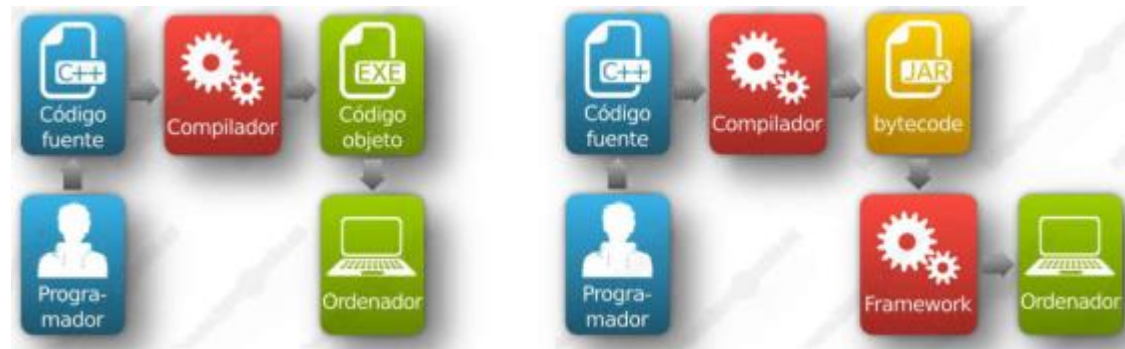 C++
Código
fuente
Compilador
EXE
Código
objeto
Progra-
mador
Ordenador
C++
Código
fuente
Compilador
JAR
bytecode
Progra-
mador
Framework
Ordenador